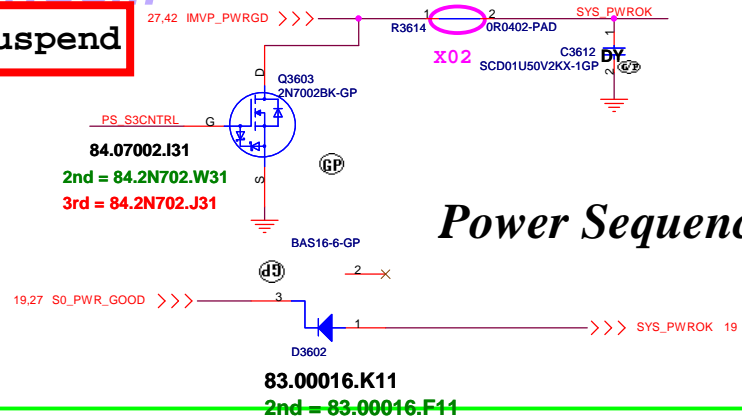 uspend
27,42 IMVP_PWRGD
1
2
SYS_PWROK
R3614
0R0402-PAD
X02
1
C3612
DY
SCD01U50V2KX-1GP
2
GP
D
Q3603
2N7002BK-GP
PS_S3CNTRL
G
84.07002.I31
2nd = 84.2N702.W31
3rd = 84.2N702.J31
GP
S
Power Sequenc
BAS16-6-GP
GP
2
19,27 S0_PWR_GOOD
3
1
SYS_PWROK 19
D3602
83.00016.K11
2nd = 83.00016.F11